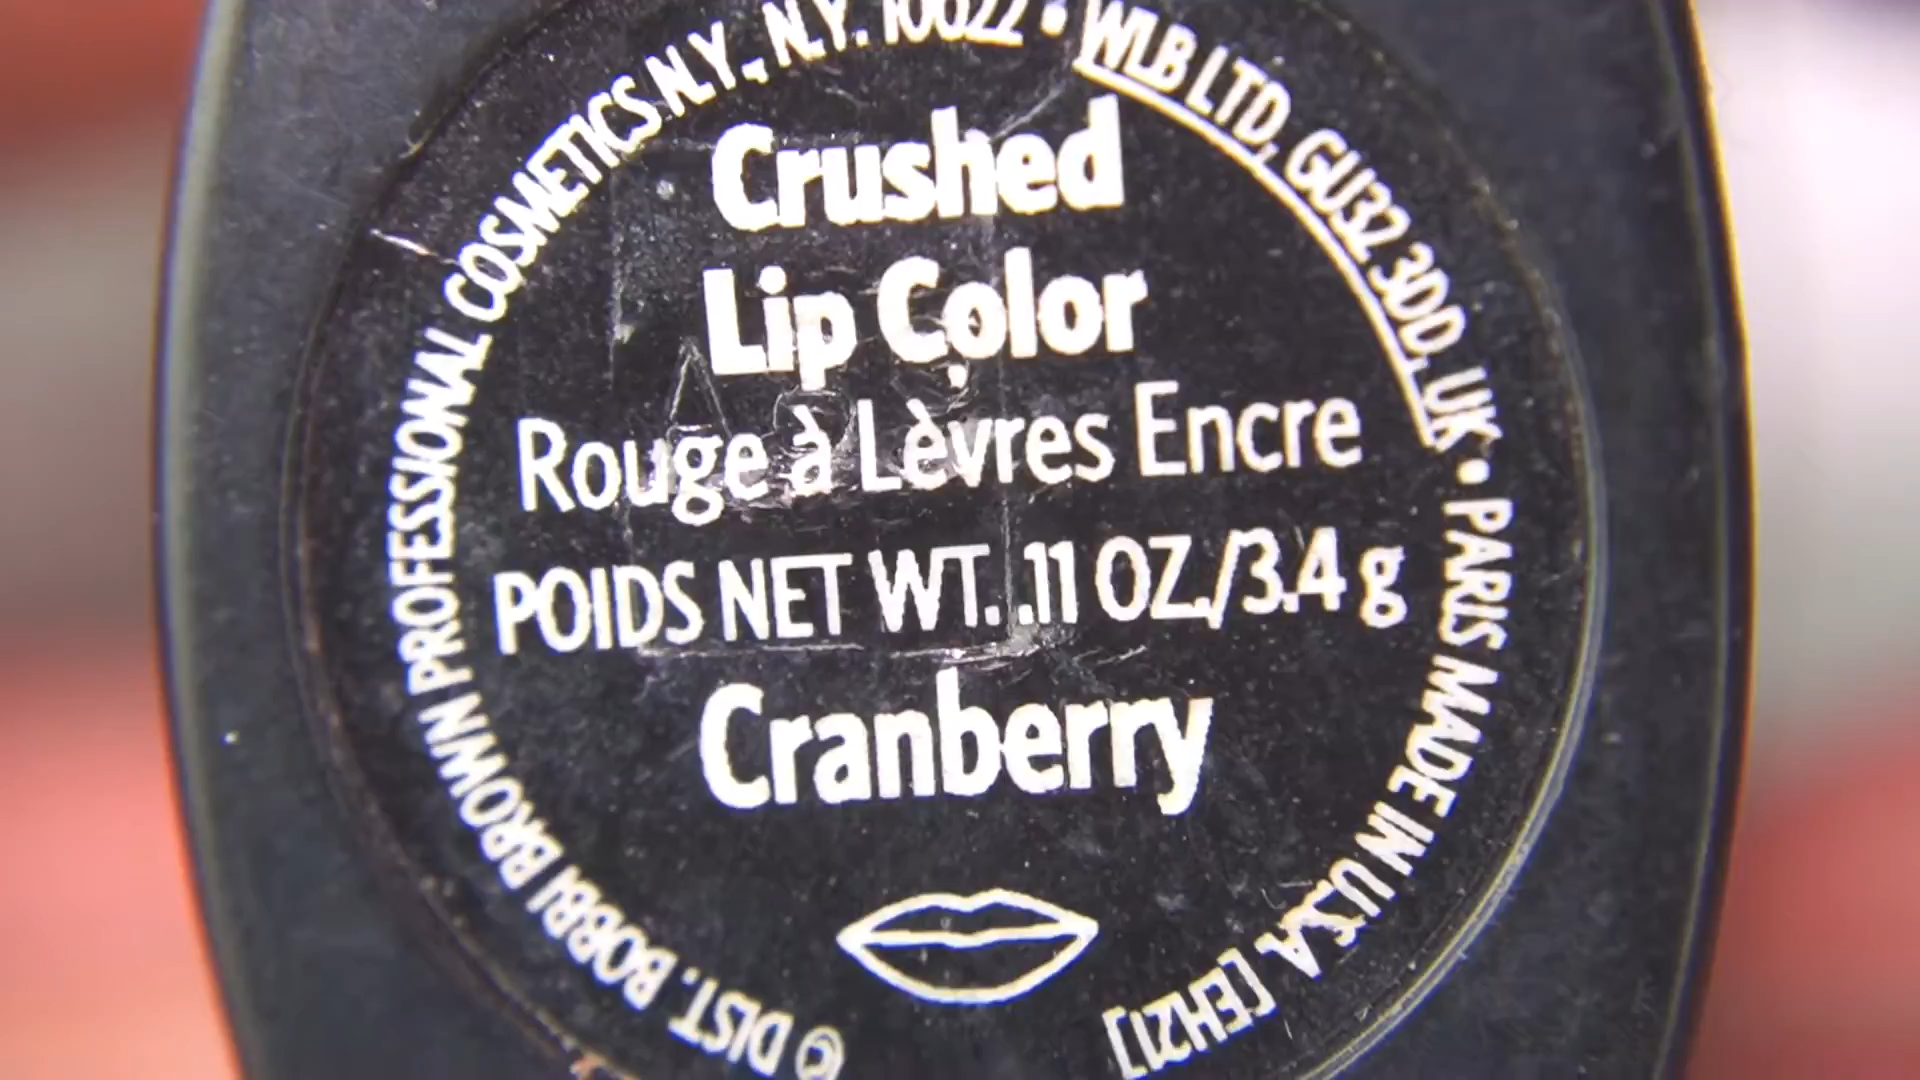 Crushed
Lip Color
Rouge à Lèvres Encre
POIDS NET WT. .11 OZ./3.4 g
Cranberry
© DIST. BOBBI BROWN PROFESSIONAL COSMETICS N.Y., N.Y. 10022 • WLB LTD, GU32 3DD, UK • PARIS MADE IN U.S.A [EH21]